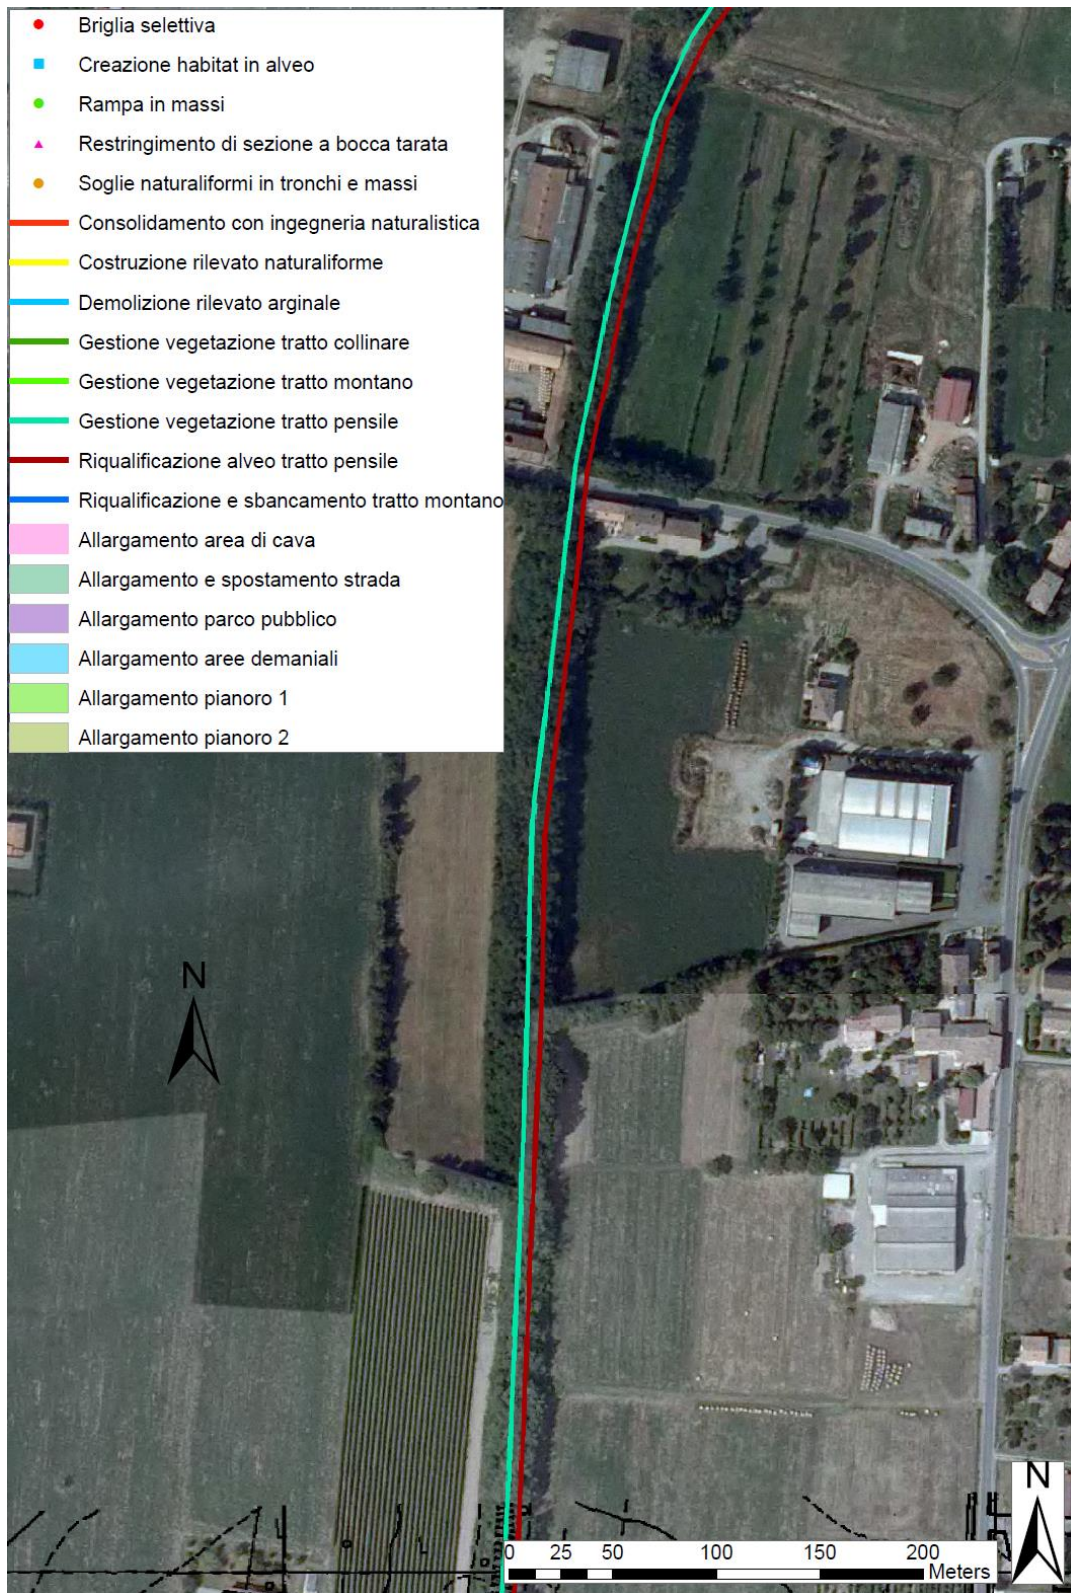 Briglia selettiva
Creazione habitat in alveo
Rampa in massi
Restringimento di sezione a bocca tarata
Soglie naturaliformi in tronchi e massi
Consolidamento con ingegneria naturalistica
Costruzione rilevato naturaliforme
Demolizione rilevato arginale
Gestione vegetazione tratto collinare
Gestione vegetazione tratto montano
Gestione vegetazione tratto pensile
Riqualificazione alveo tratto pensile
Riqualificazione e sbancamento tratto montano
Allargamento area di cava
Allargamento e spostamento strada
Allargamento parco pubblico
Allargamento aree demaniali
Allargamento pianoro 1
Allargamento pianoro 2
N
N
0 25 50 100 150 200
Meters